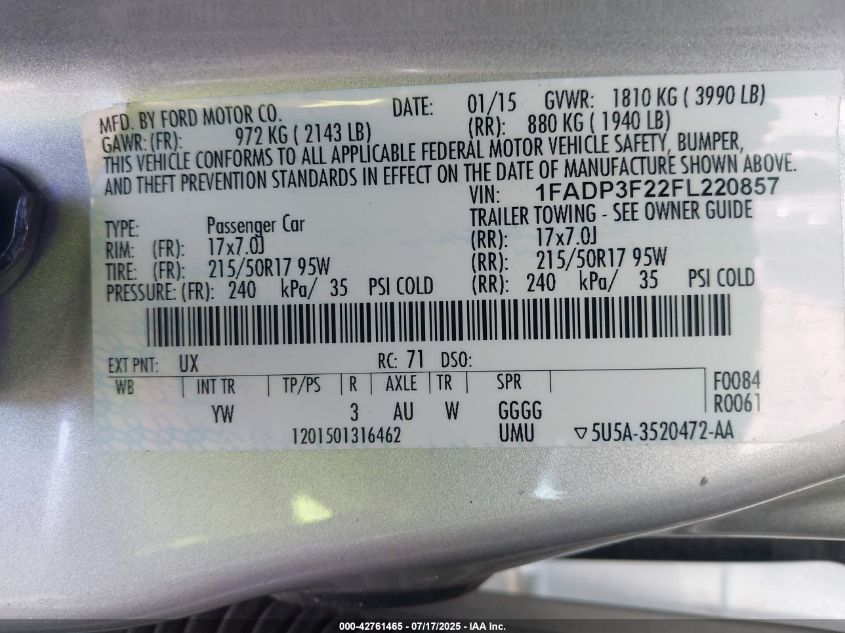 MFD. BY FORD MOTOR CO. DATE: 01/15 GVWR: 1810 KG ( 3990 LB)
GAWR: (FR): 972 KG ( 2143 LB) (RR): 880 KG ( 1940 LB)
THIS VEHICLE CONFORMS TO ALL APPLICABLE FEDERAL MOTOR VEHICLE SAFETY, BUMPER,
AND THEFT PREVENTION STANDARDS IN EFFECT ON THE DATE OF MANUFACTURE SHOWN ABOVE.
VIN: 1FADP3F22FL220857
TYPE: Passenger Car TRAILER TOWING - SEE OWNER GUIDE
RIM: (FR): 17x7.0J (RR): 17x7.0J
TIRE: (FR): 215/50R17 95W (RR): 215/50R17 95W
PRESSURE: (FR): 240 kPa/ 35 PSI COLD (RR): 240 kPa/ 35 PSI COLD
EXT PNT: UX RC: 71 DSO:
WB INT TR TP/PS R AXLE TR SPR F0084
YW 3 AU W GGGG R0061
1201501316462 UMU ▽5U5A-3520472-AA
000-42761465 - 07/17/2025 - IAA Inc.